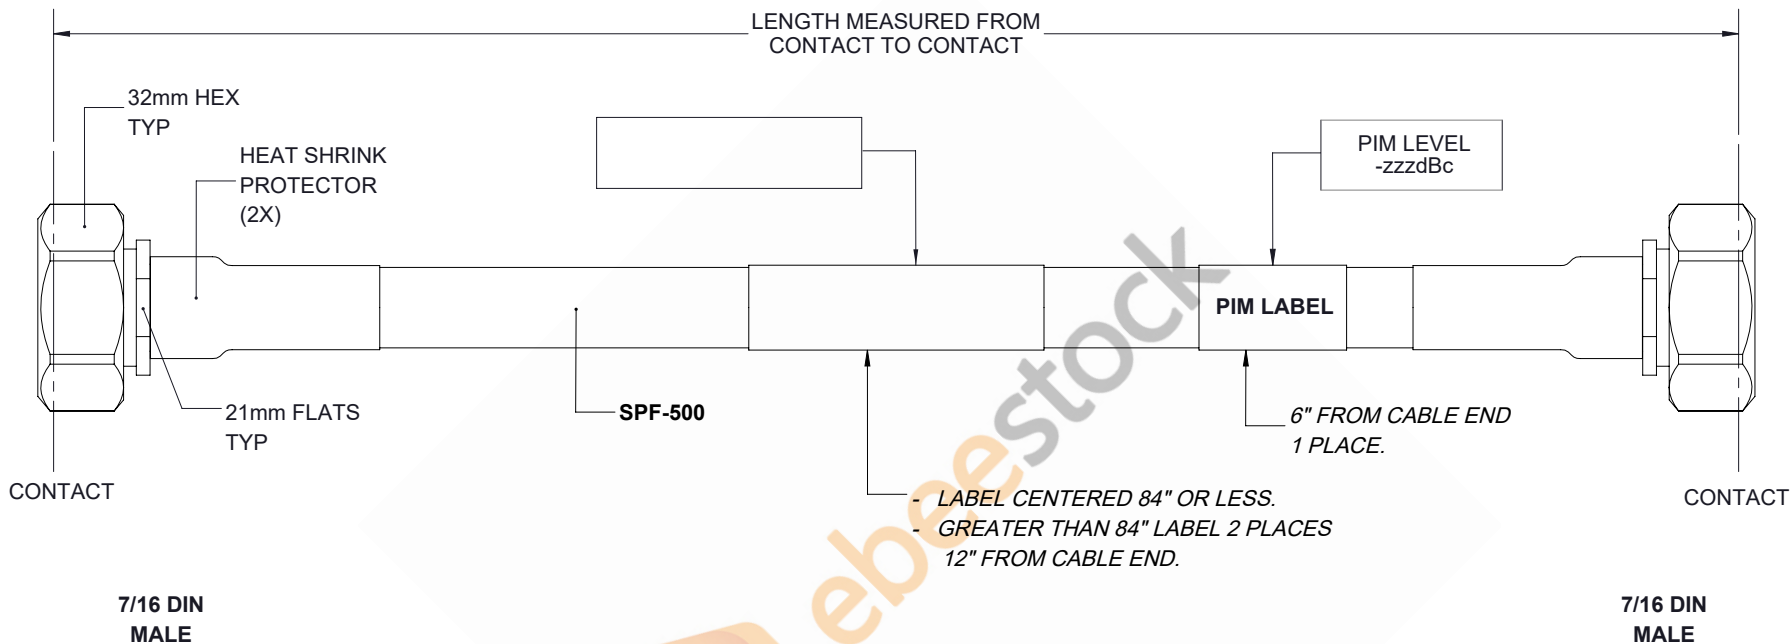 LENGTH MEASURED FROM
CONTACT TO CONTACT
32mm HEX
TYP
HEAT SHRINK
PROTECTOR
(2X)
PIM LEVEL
-zzzdBc
PIM LABEL
21mm FLATS
TYP
SPF-500
6" FROM CABLE END
1 PLACE.
CONTACT
CONTACT
- LABEL CENTERED 84" OR LESS.
- GREATER THAN 84" LABEL 2 PLACES
12" FROM CABLE END.
7/16 DIN
MALE
7/16 DIN
MALE
ebeestock